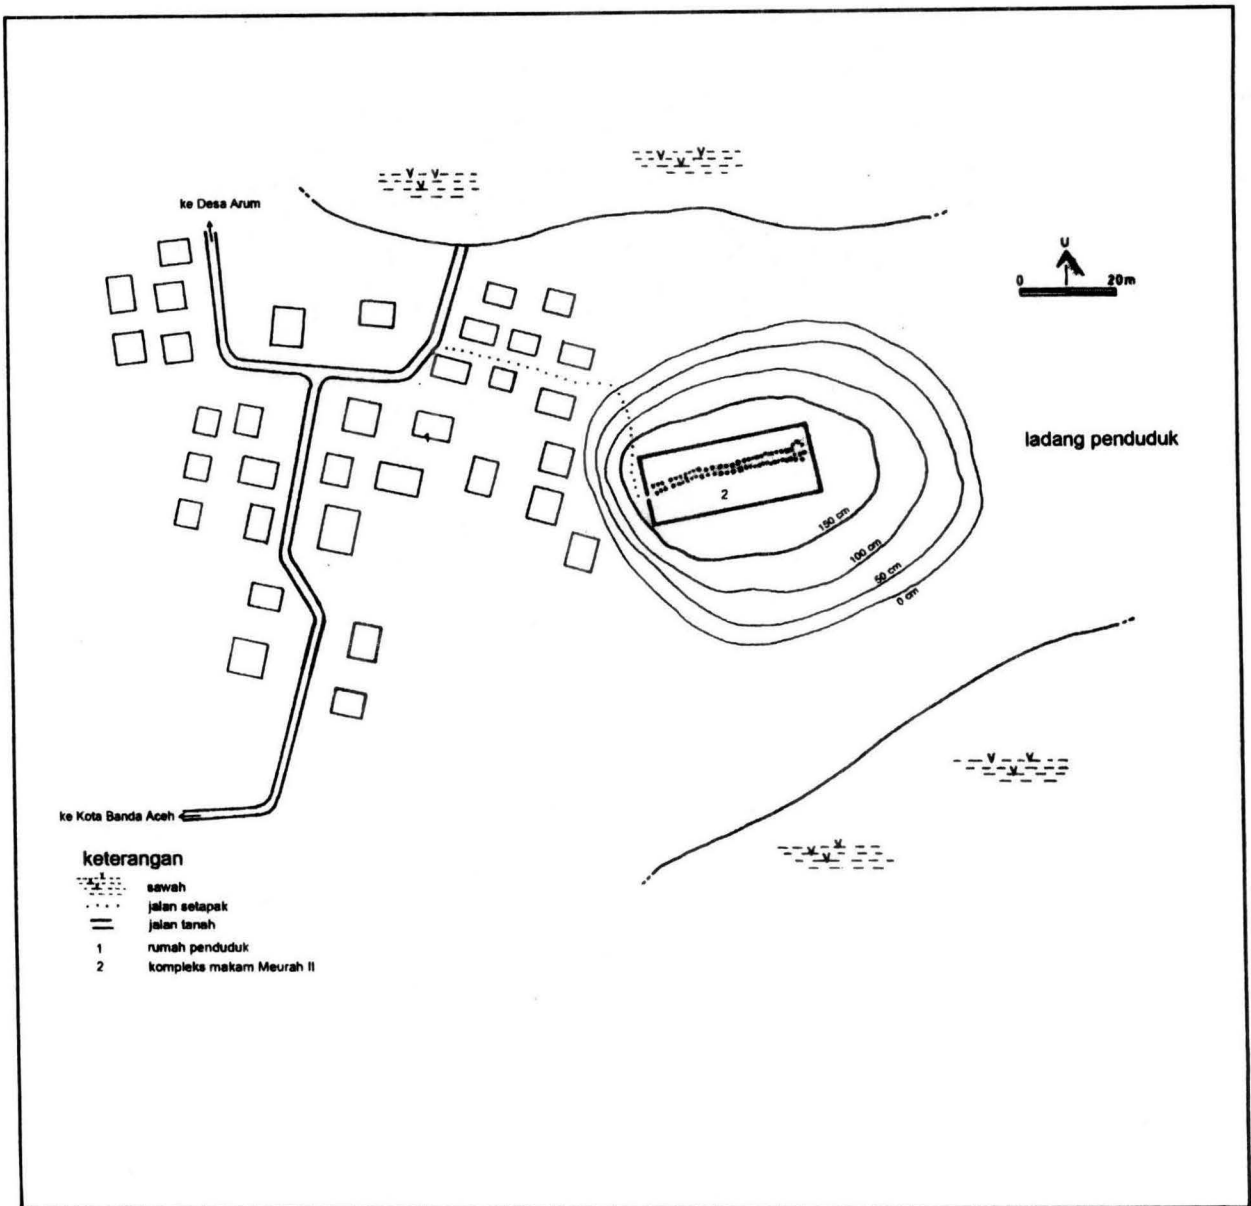 ke Desa Arum
U
0 20m
ladang penduduk
1
2
150 cm
100 cm
50 cm
0 cm
ke Kota Banda Aceh
keterangan
sawah
jalan setapak
jalan tanah
1 rumah penduduk
2 kompleks makam Meurah II